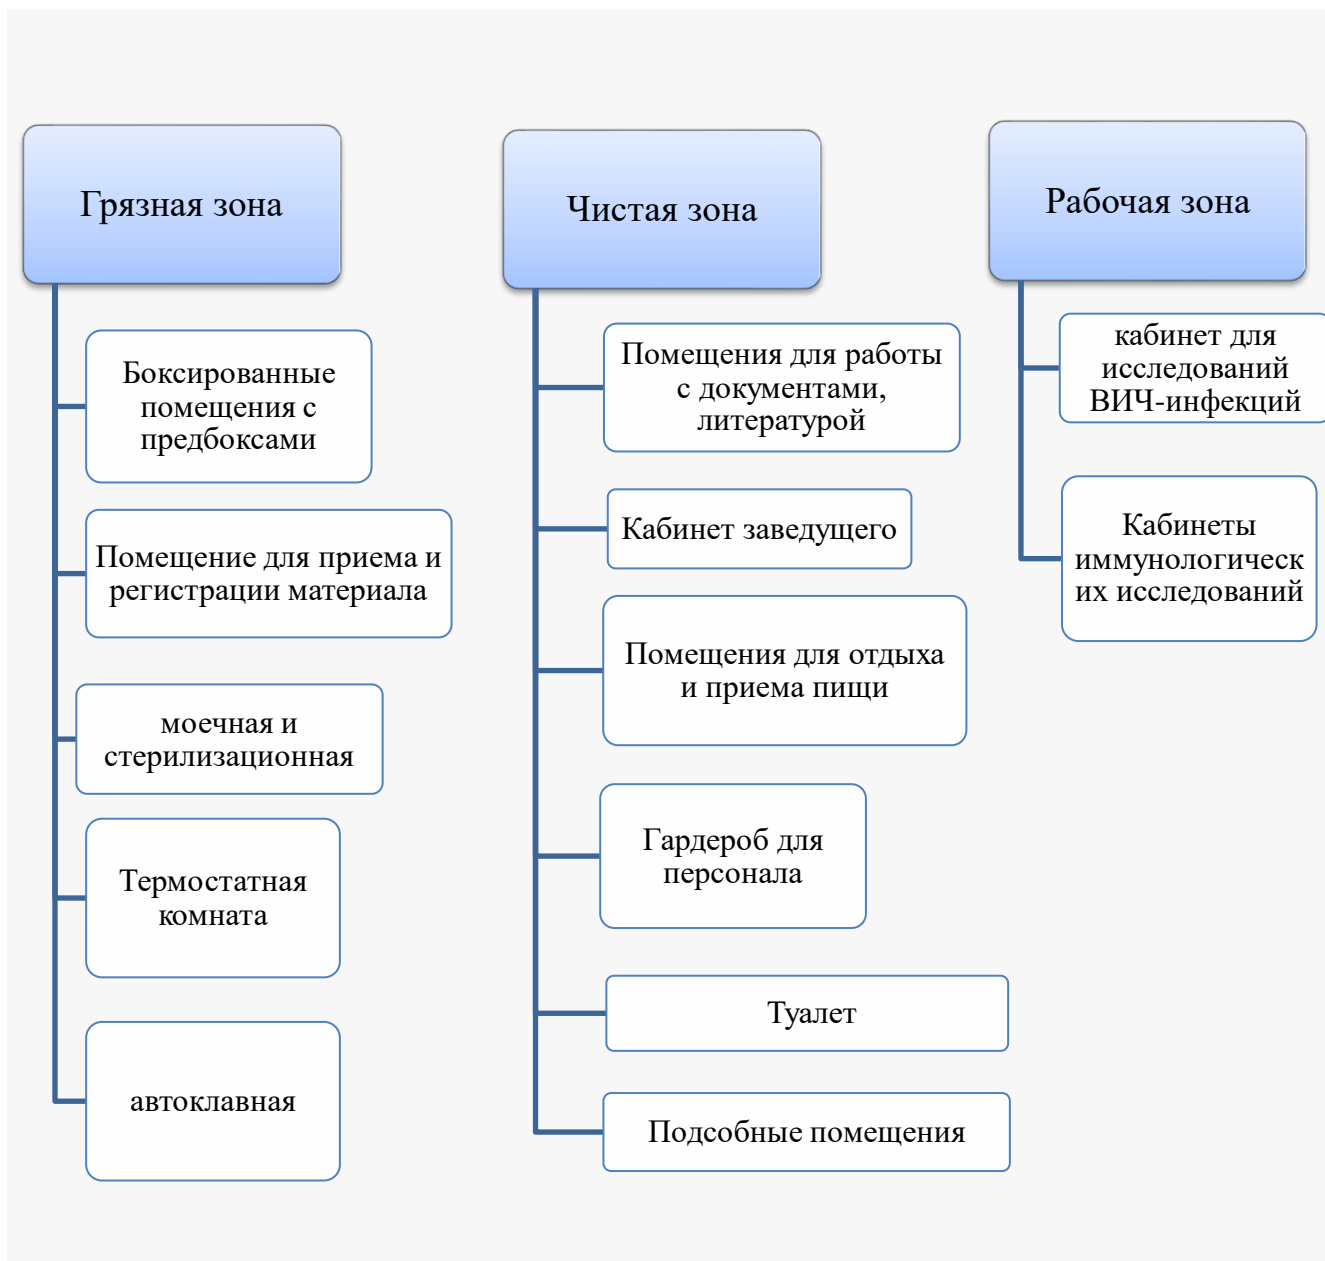 Грязная зона
Боксированные
помещения с
предбоксами
Помещение для приема и
регистрации материала
моечная и
стерилизационная
Термостатная
комната
автоклавная
Чистая зона
Помещения для работы
с документами,
литературой
Кабинет заведущего
Помещения для отдыха
и приема пищи
Гардероб для
персонала
Туалет
Подсобные помещения
Рабочая зона
кабинет для
исследований
ВИЧ-инфекций
Кабинеты
иммунологическ
их исследований